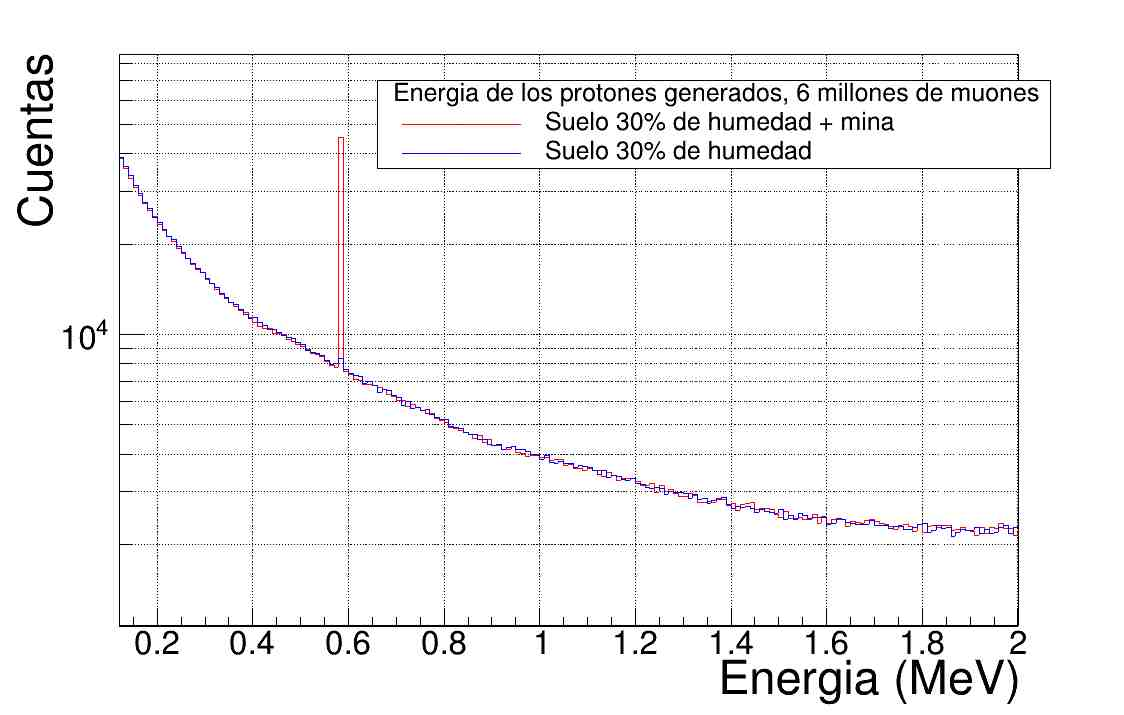 Cuentas
Energia de los protones generados, 6 millones de muones
Suelo 30% de humedad + mina
Suelo 30% de humedad
10⁴
0.2 0.4 0.6 0.8 1 1.2 1.4 1.6 1.8 2
Energia (MeV)